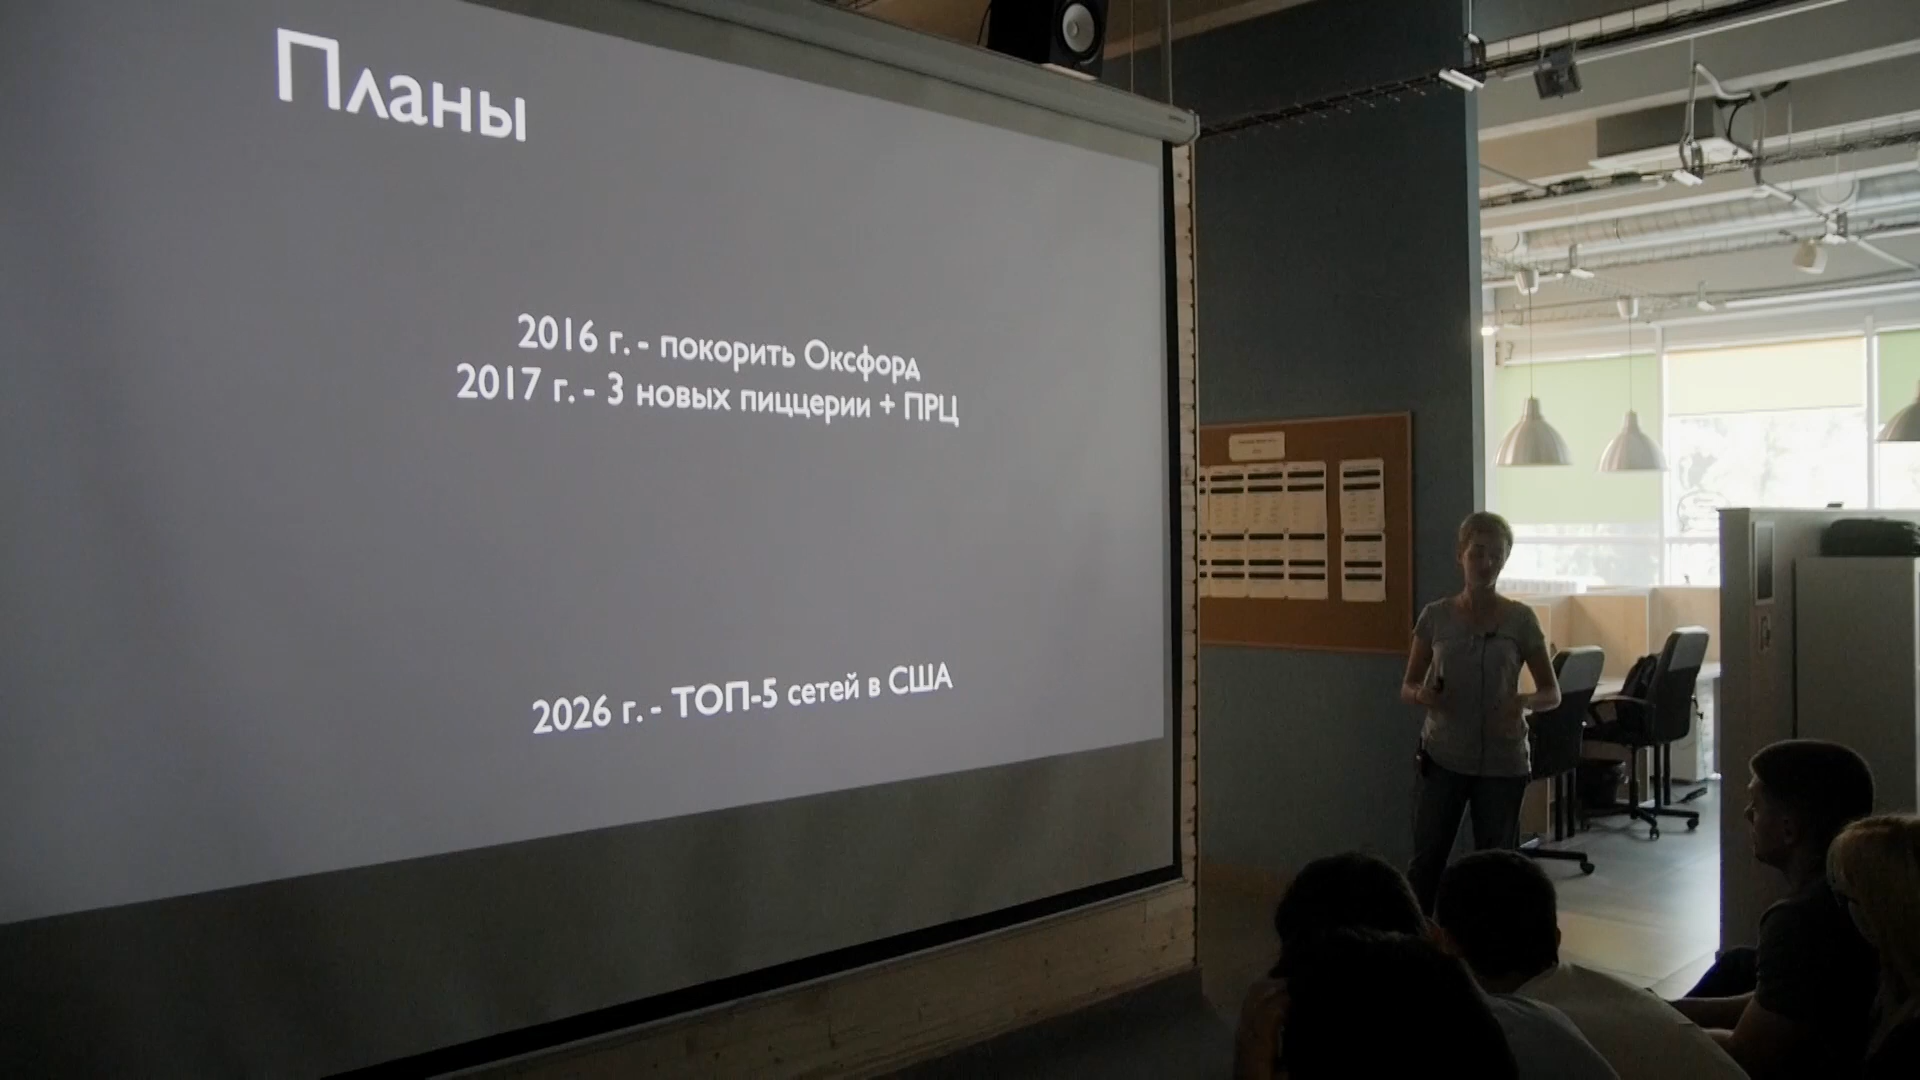 Планы
2016 г. - покорить Оксфорд
2017 г. - 3 новых пиццерии + ПРЦ
2026 г. - ТОП-5 сетей в США